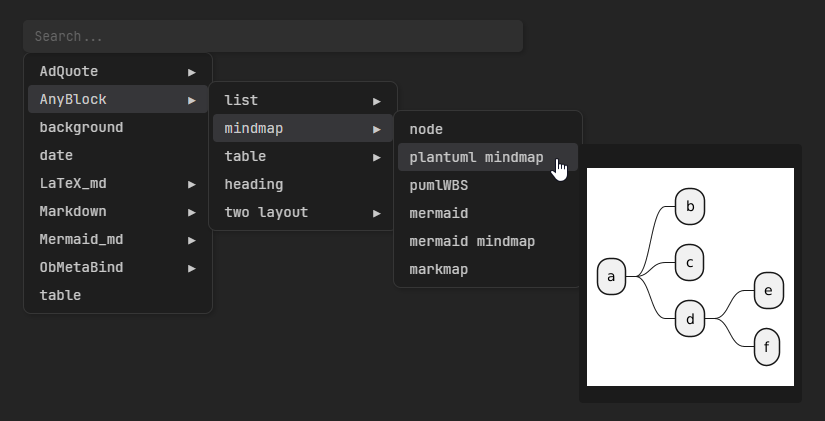 Search...
AdQuote ▶
AnyBlock ▶
background
date
LaTeX_md ▶
Markdown ▶
Mermaid_md ▶
ObMetaBind ▶
table
list ▶
mindmap ▶
table ▶
heading
two layout ▶
node
plantuml mindmap
pumlWBS
mermaid
mermaid mindmap
markmap
a
b
c
d
e
f